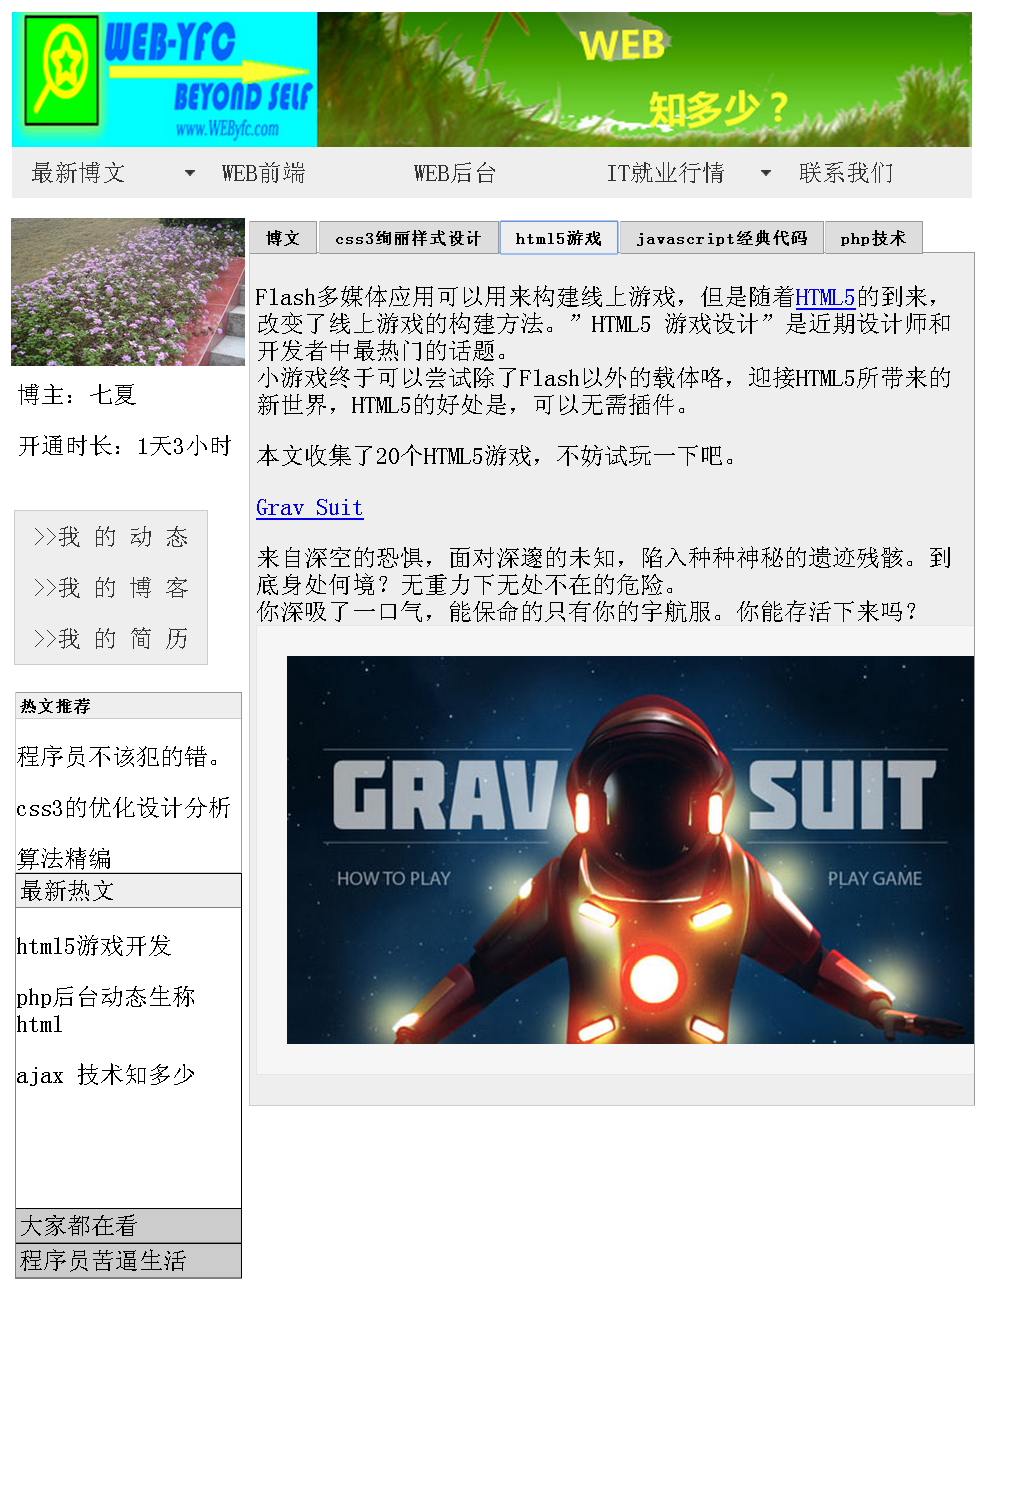 WEB-YFC
BEYOND SELF
www.WEByfc.com
WEB
知多少？
最新博文
WEB前端
WEB后台
IT就业行情
联系我们
博主: 七夏
开通时长: 1天3小时
>>我 的 动 态
>>我 的 博 客
>>我 的 简 历
热文推荐
程序员不该犯的错。
css3的优化设计分析
算法精编
最新热文
html5游戏开发
php后台动态生称
html
ajax 技术知多少
大家都在看
程序员苦逼生活
博文
css3绚丽样式设计
html5游戏
javascript经典代码
php技术
Flash多媒体应用可以用来构建线上游戏，但是随着HTML5的到来，
改变了线上游戏的构建方法。”HTML5 游戏设计”是近期设计师和
开发者中最热门的话题。
小游戏终于可以尝试除了Flash以外的载体咯，迎接HTML5所带来的
新世界，HTML5的好处是，可以无需插件。
本文收集了20个HTML5游戏，不妨试玩一下吧。
Grav Suit
来自深空的恐惧，面对深邃的未知，陷入种种神秘的遗迹残骸。到
底身处何境？无重力下无处不在的危险。
你深吸了一口气，能保命的只有你的宇航服。你能存活下来吗？
GRAV SUIT
HOW TO PLAY
PLAY GAME